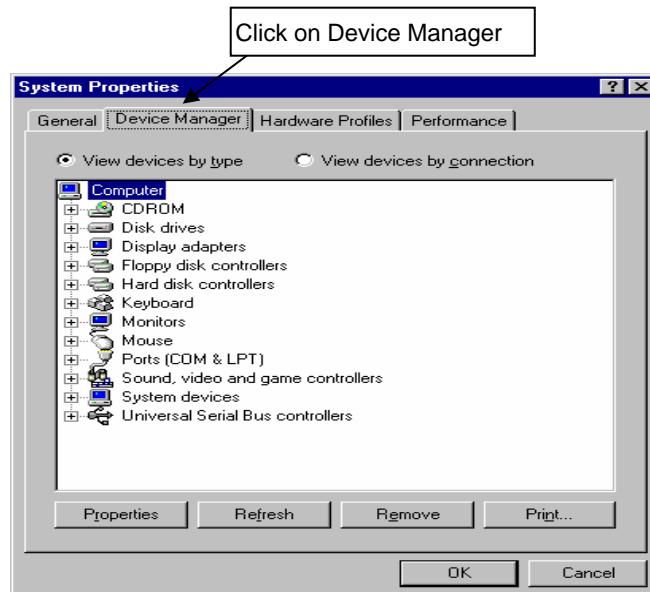 Click on Device Manager
System Properties
General Device Manager Hardware Profiles Performance
View devices by type View devices by connection
Computer
CDROM
Disk drives
Display adapters
Floppy disk controllers
Hard disk controllers
Keyboard
Monitors
Mouse
Ports (COM & LPT)
Sound, video and game controllers
System devices
Universal Serial Bus controllers
Properties Refresh Remove Print...
OK Cancel